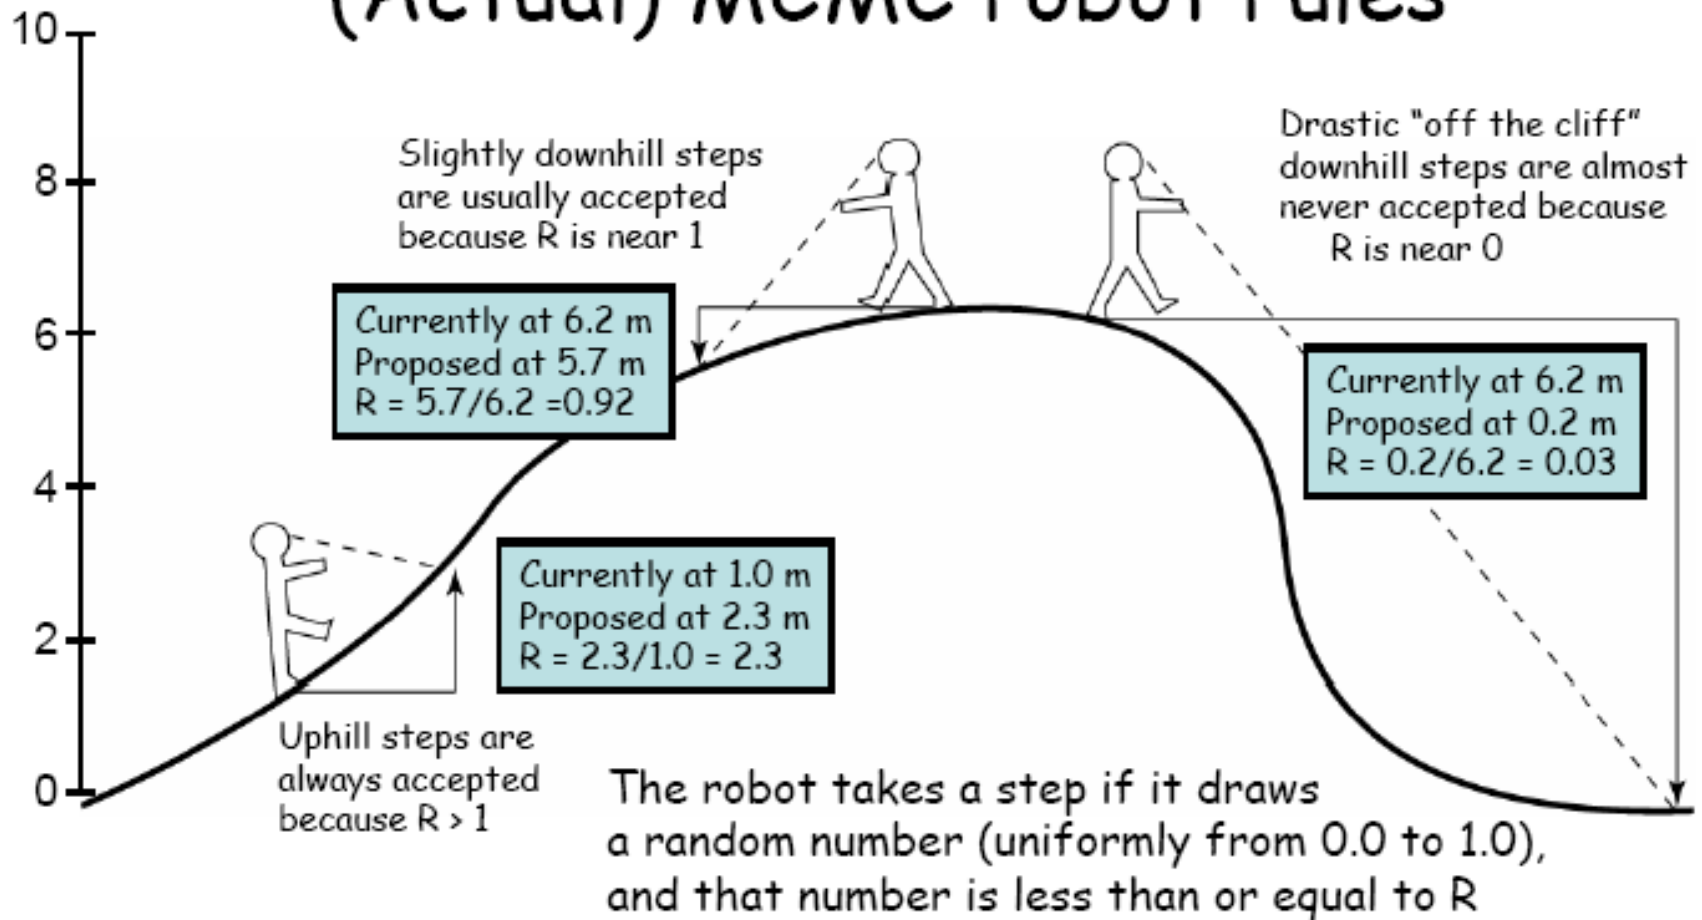 (Actual) MCMC robot rules
10
8
6
4
2
0
Slightly downhill steps
are usually accepted
because R is near 1
Drastic “off the cliff”
downhill steps are almost
never accepted because
R is near 0
Currently at 6.2 m
Proposed at 5.7 m
R = 5.7/6.2 =0.92
Currently at 6.2 m
Proposed at 0.2 m
R = 0.2/6.2 = 0.03
Currently at 1.0 m
Proposed at 2.3 m
R = 2.3/1.0 = 2.3
Uphill steps are
always accepted
because R > 1
The robot takes a step if it draws
a random number (uniformly from 0.0 to 1.0),
and that number is less than or equal to R